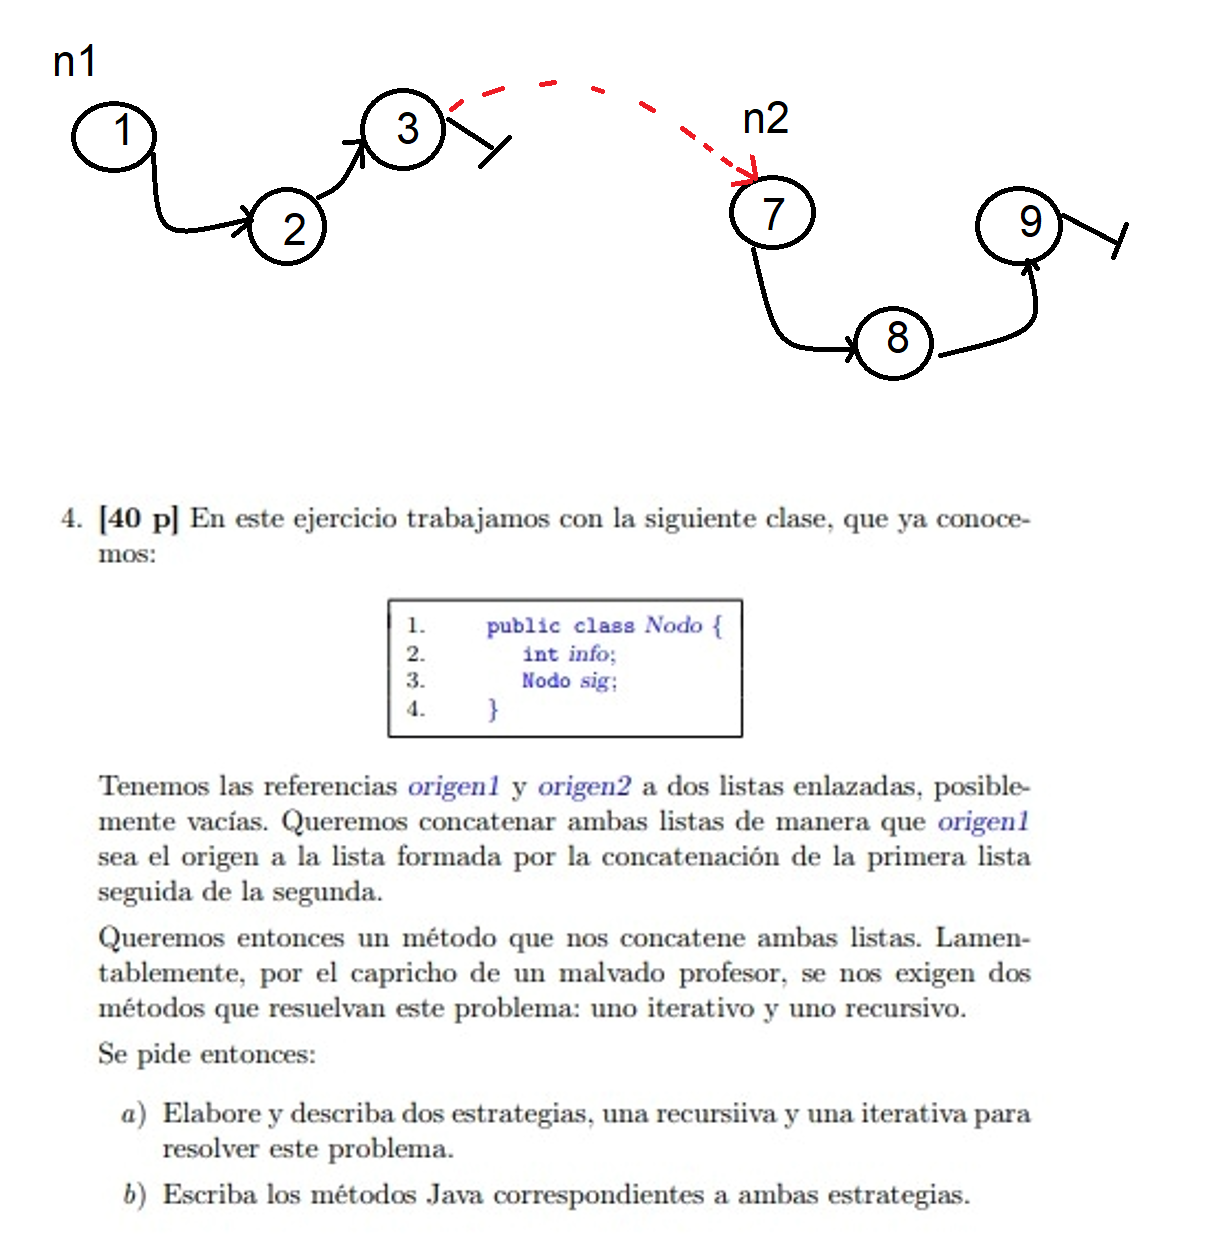 n1
1
2
3
n2
7
8
9
4. [40 p] En este ejercicio trabajamos con la siguiente clase, que ya conoce-
mos:
1. public class Nodo {
2. int info;
3. Nodo sig;
4. }
Tenemos las referencias origen1 y origen2 a dos listas enlazadas, posible-
mente vacías. Queremos concatenar ambas listas de manera que origen1
sea el origen a la lista formada por la concatenación de la primera lista
seguida de la segunda.
Queremos entonces un método que nos concatene ambas listas. Lamen-
tablemente, por el capricho de un malvado profesor, se nos exigen dos
métodos que resuelvan este problema: uno iterativo y uno recursivo.
Se pide entonces:
a) Elabore y describa dos estrategias, una recursiiva y una iterativa para
resolver este problema.
b) Escriba los métodos Java correspondientes a ambas estrategias.